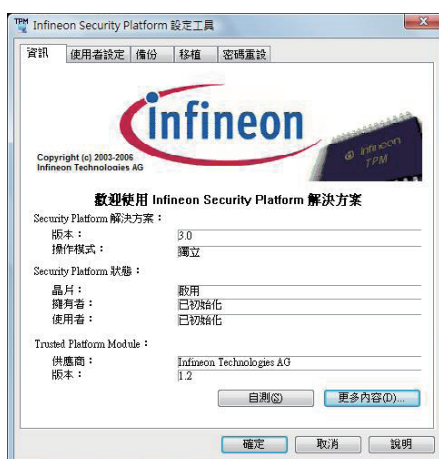 Infineon Security Platform 設定工具
資訊 使用者設定 備份 移植 密碼重設
infineon
Copyright (c) 2003-2006
Infineon Technologies AG
infineon
TPM
歡迎使用 Infineon Security Platform 解決方案
Security Platform 解決方案：
版本： 3.0
操作模式： 獨立
Security Platform 狀態：
晶片： 啟用
擁有者： 已初始化
使用者： 已初始化
Trusted Platform Module：
供應商： Infineon Technologies AG
版本： 1.2
自測(S) 更多內容(D)...
確定 取消 說明